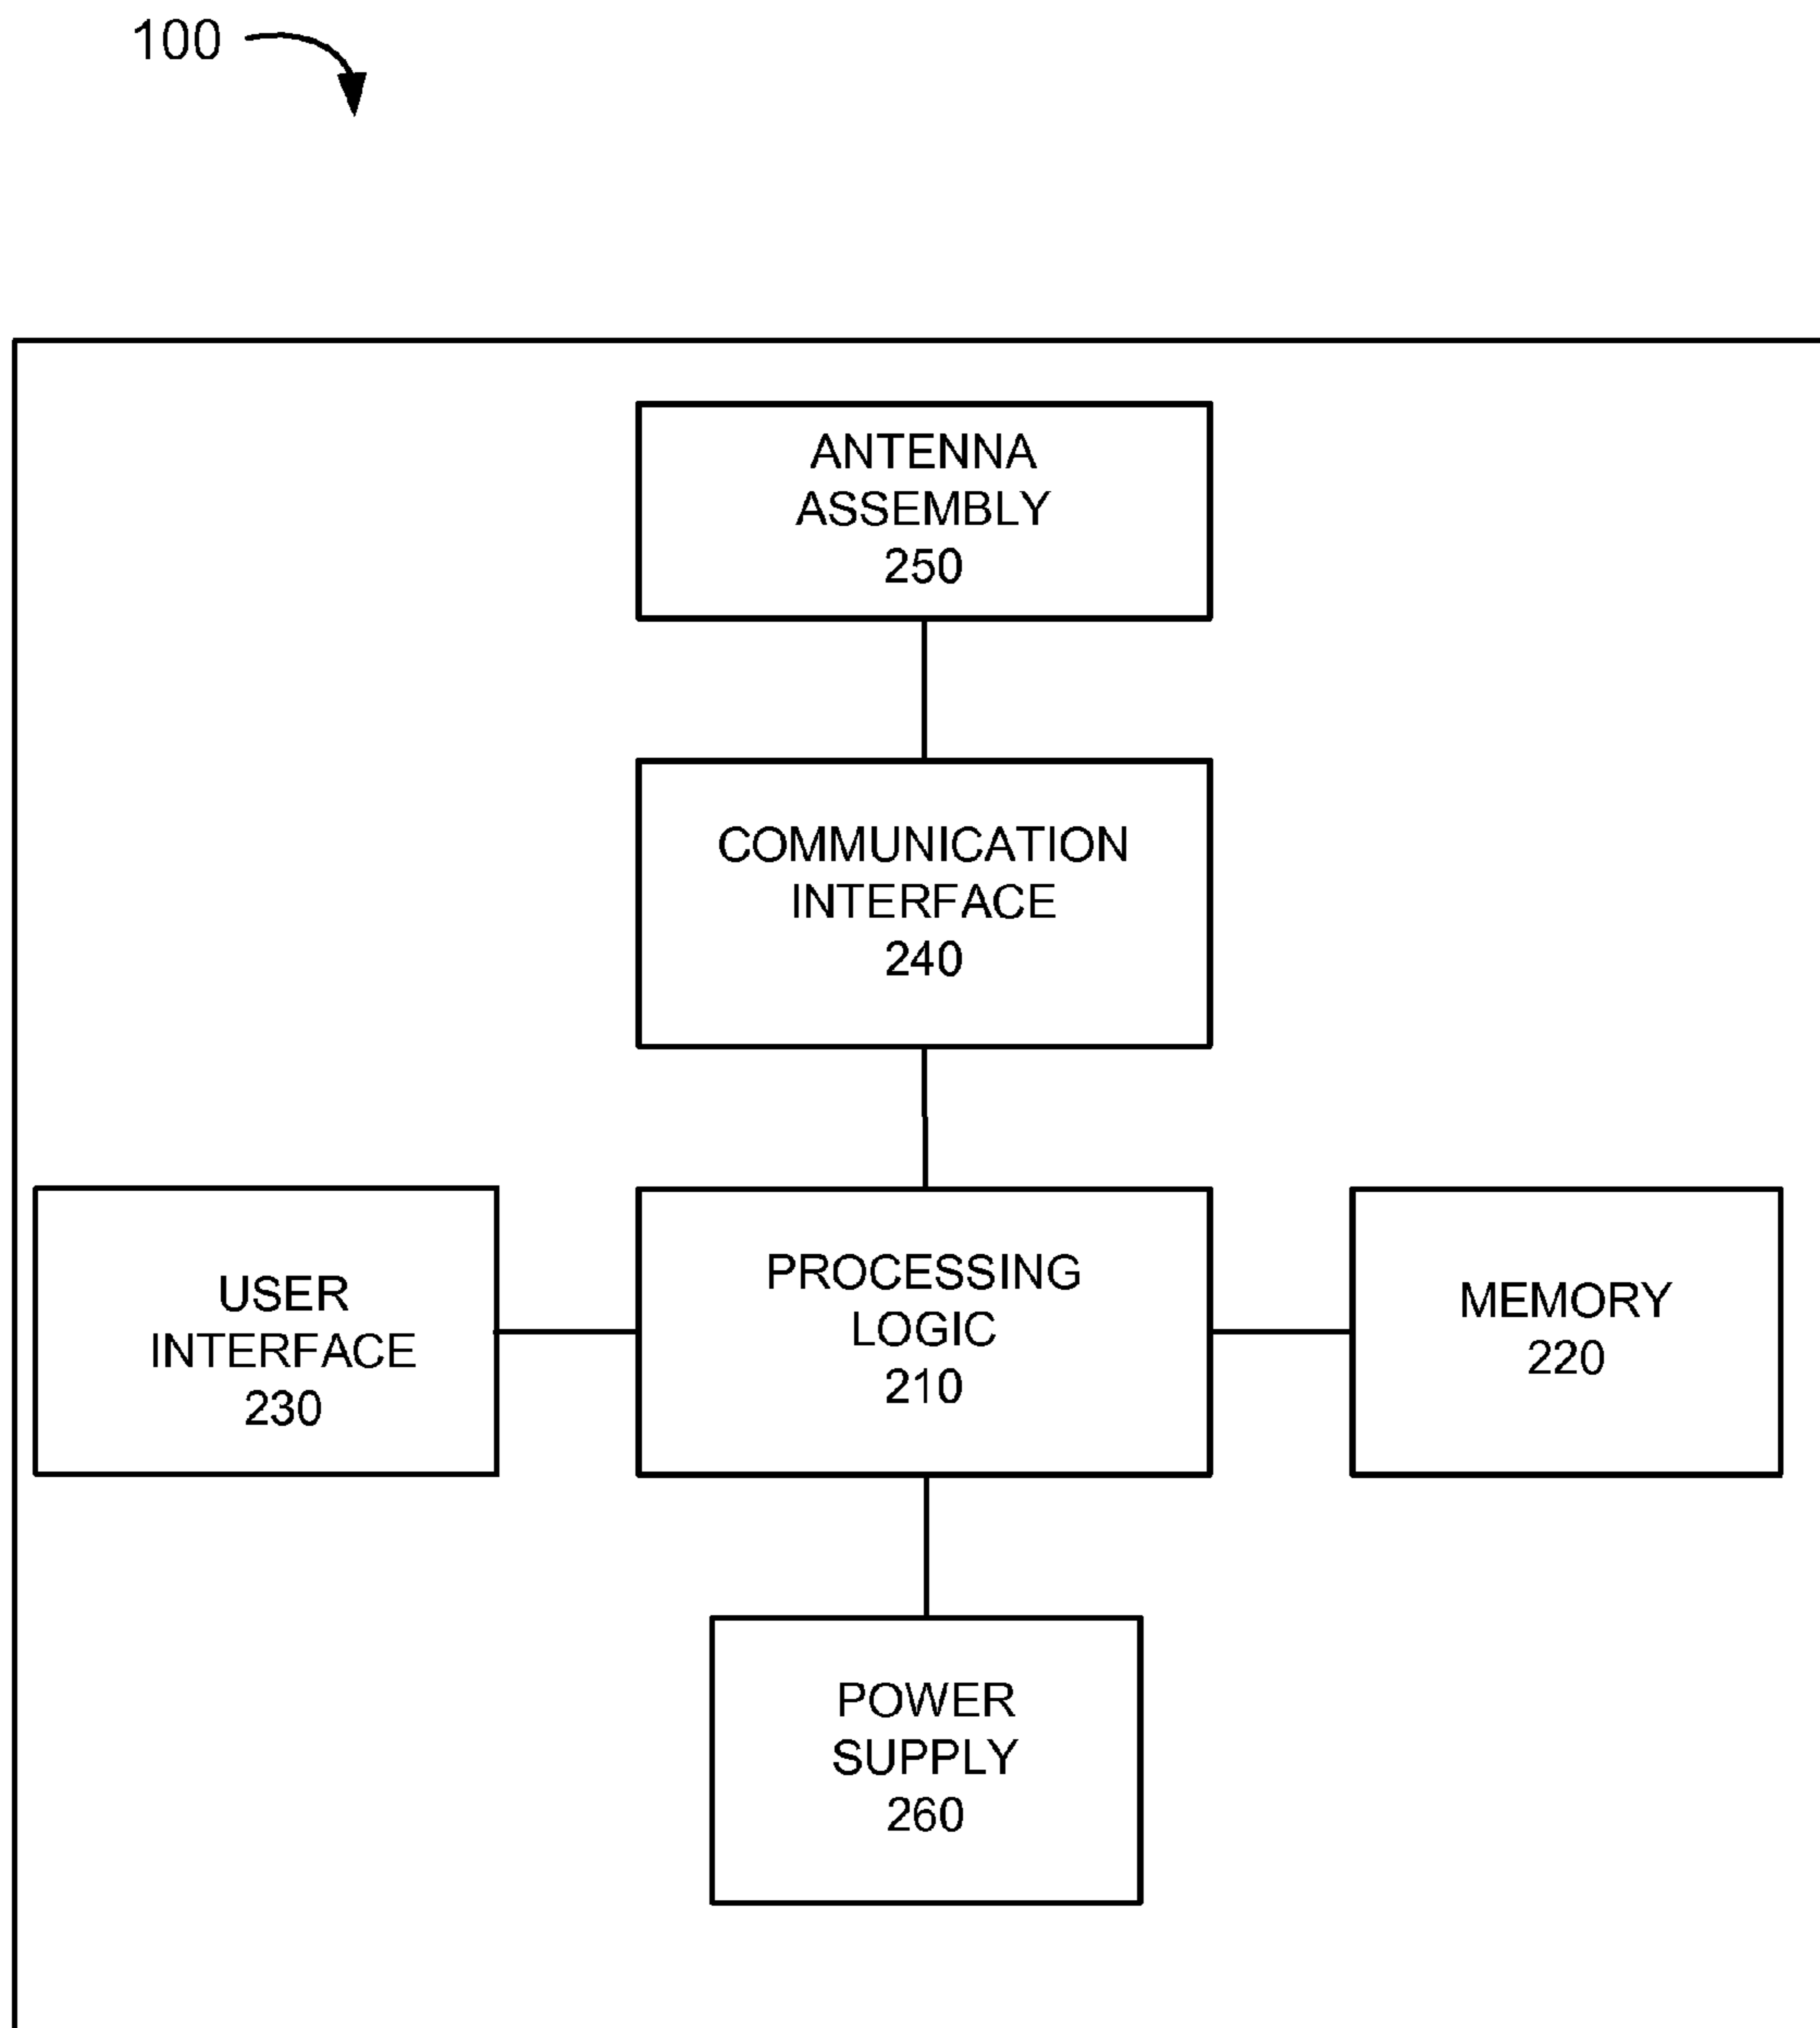 100
ANTENNA
ASSEMBLY
250
COMMUNICATION
INTERFACE
240
USER
INTERFACE
230
PROCESSING
LOGIC
210
MEMORY
220
POWER
SUPPLY
260